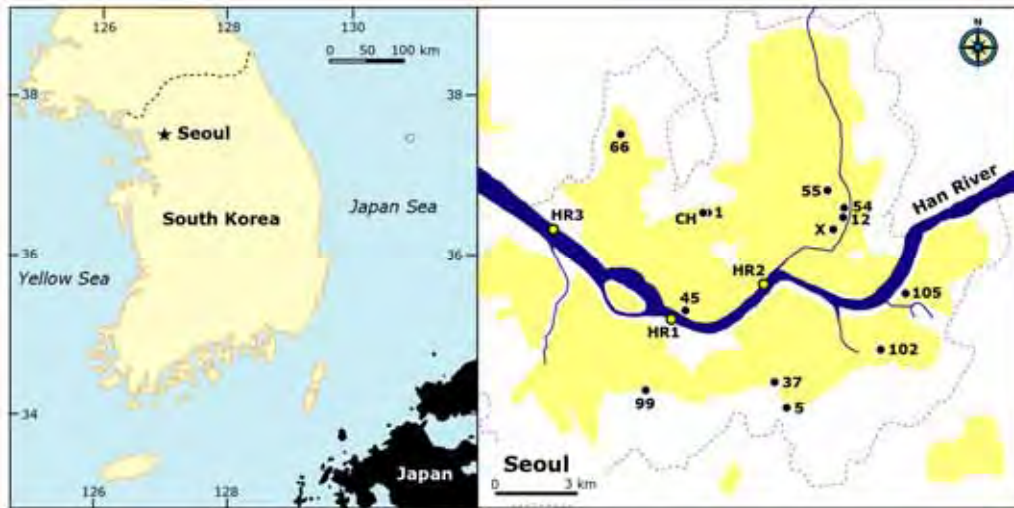 126
128
130
0 50 100 km
38
38
Seoul
South Korea
Japan Sea
36
36
Yellow Sea
34
34
Japan
126
128
130
N
66
55
54
12
X
CH
1
Han River
HR3
HR2
45
HR1
105
102
37
5
99
Seoul
0 3 km